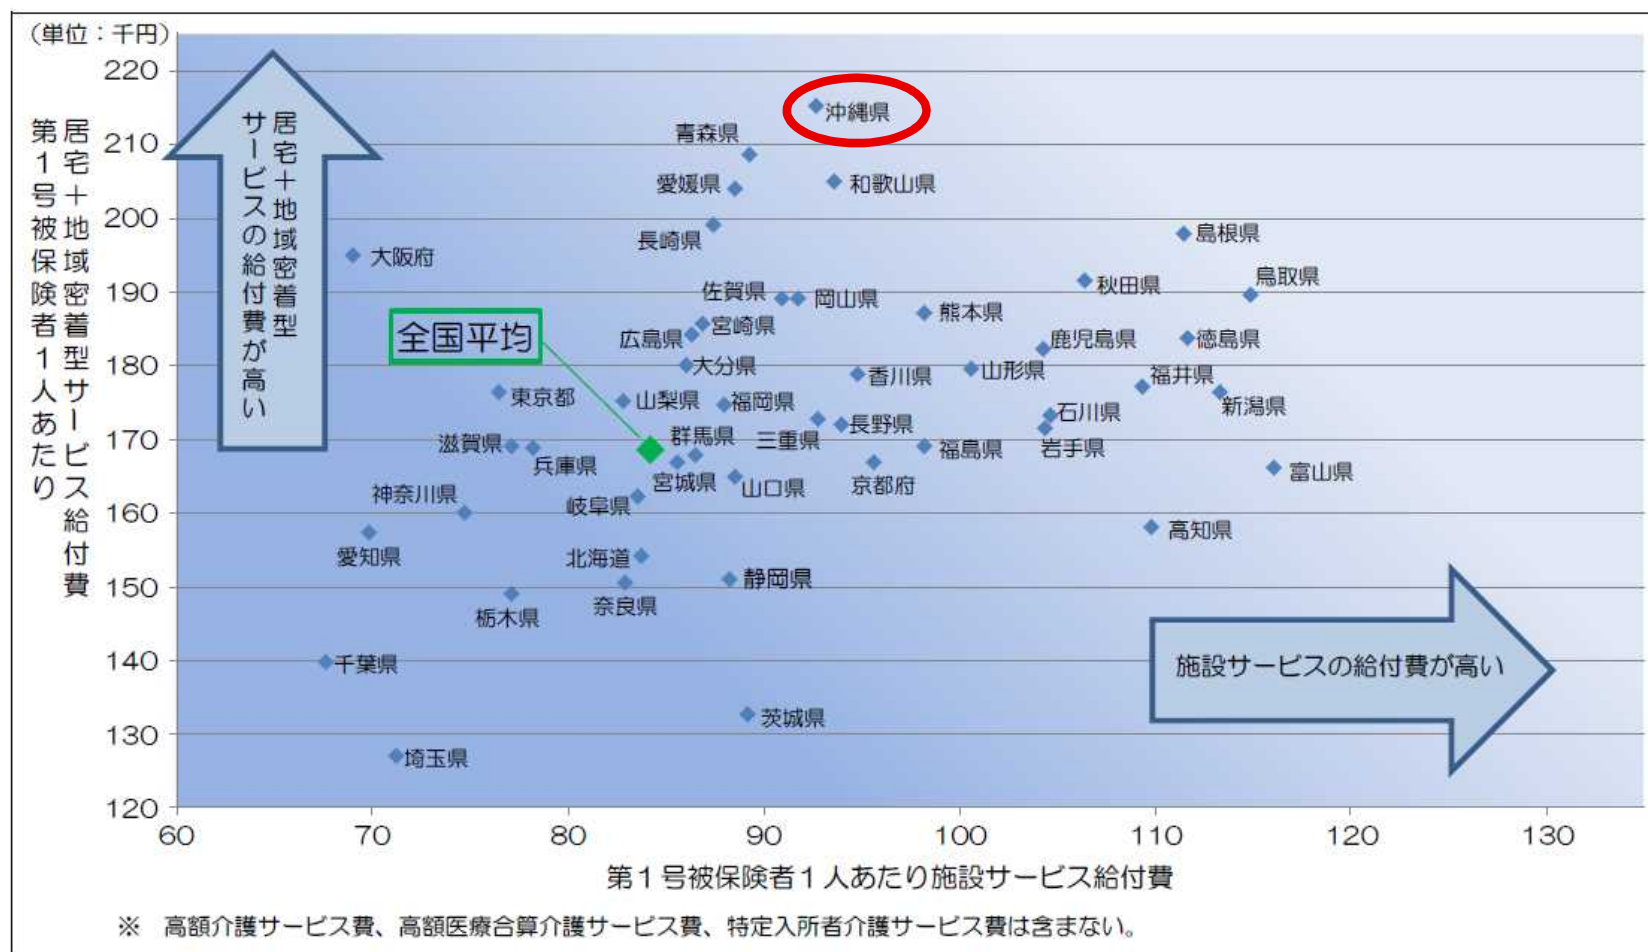 （単位：千円）
220
210
200
190
180
170
160
150
140
130
120
第１号被保険者１人あたり
居宅＋地域密着型サービス給付費
居宅＋地域密着型
サービスの給付費が高い
沖縄県
青森県
愛媛県
和歌山県
長崎県
島根県
大阪府
秋田県
鳥取県
佐賀県
岡山県
熊本県
全国平均
広島県
宮崎県
鹿児島県
徳島県
大分県
香川県
山形県
福井県
東京都
山梨県
福岡県
新潟県
石川県
滋賀県
兵庫県
群馬県
三重県
長野県
福島県
岩手県
宮城県
山口県
京都府
富山県
神奈川県
岐阜県
高知県
愛知県
北海道
静岡県
奈良県
栃木県
千葉県
施設サービスの給付費が高い
茨城県
埼玉県
60
70
80
90
100
110
120
130
第１号被保険者１人あたり施設サービス給付費
※　高額介護サービス費、高額医療合算介護サービス費、特定入所者介護サービス費は含まない。